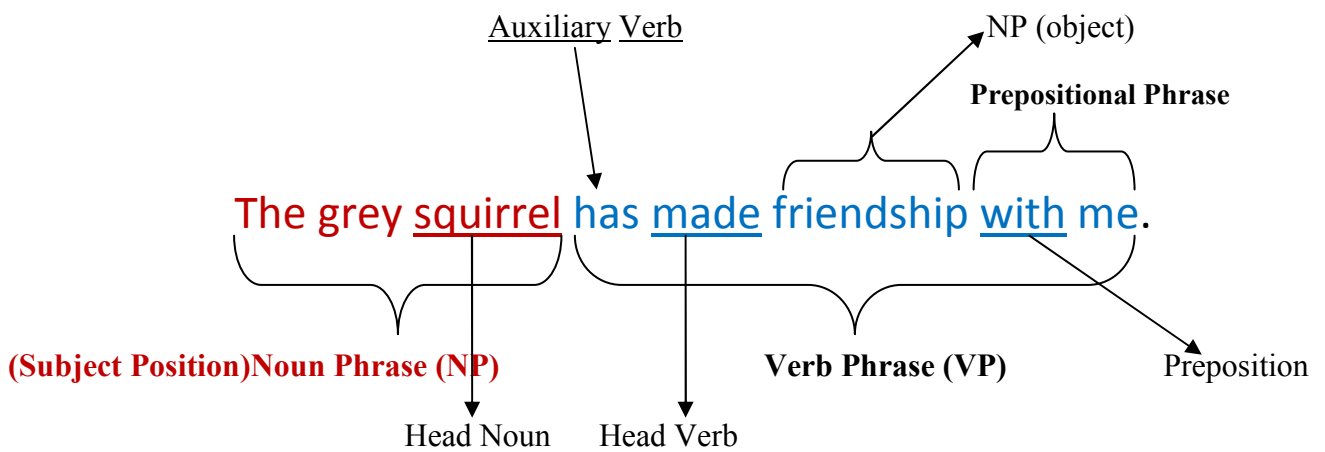 Auxiliary Verb
NP (object)
Prepositional Phrase
The grey squirrel has made friendship with me.
(Subject Position)Noun Phrase (NP)
Verb Phrase (VP)
Preposition
Head Noun
Head Verb